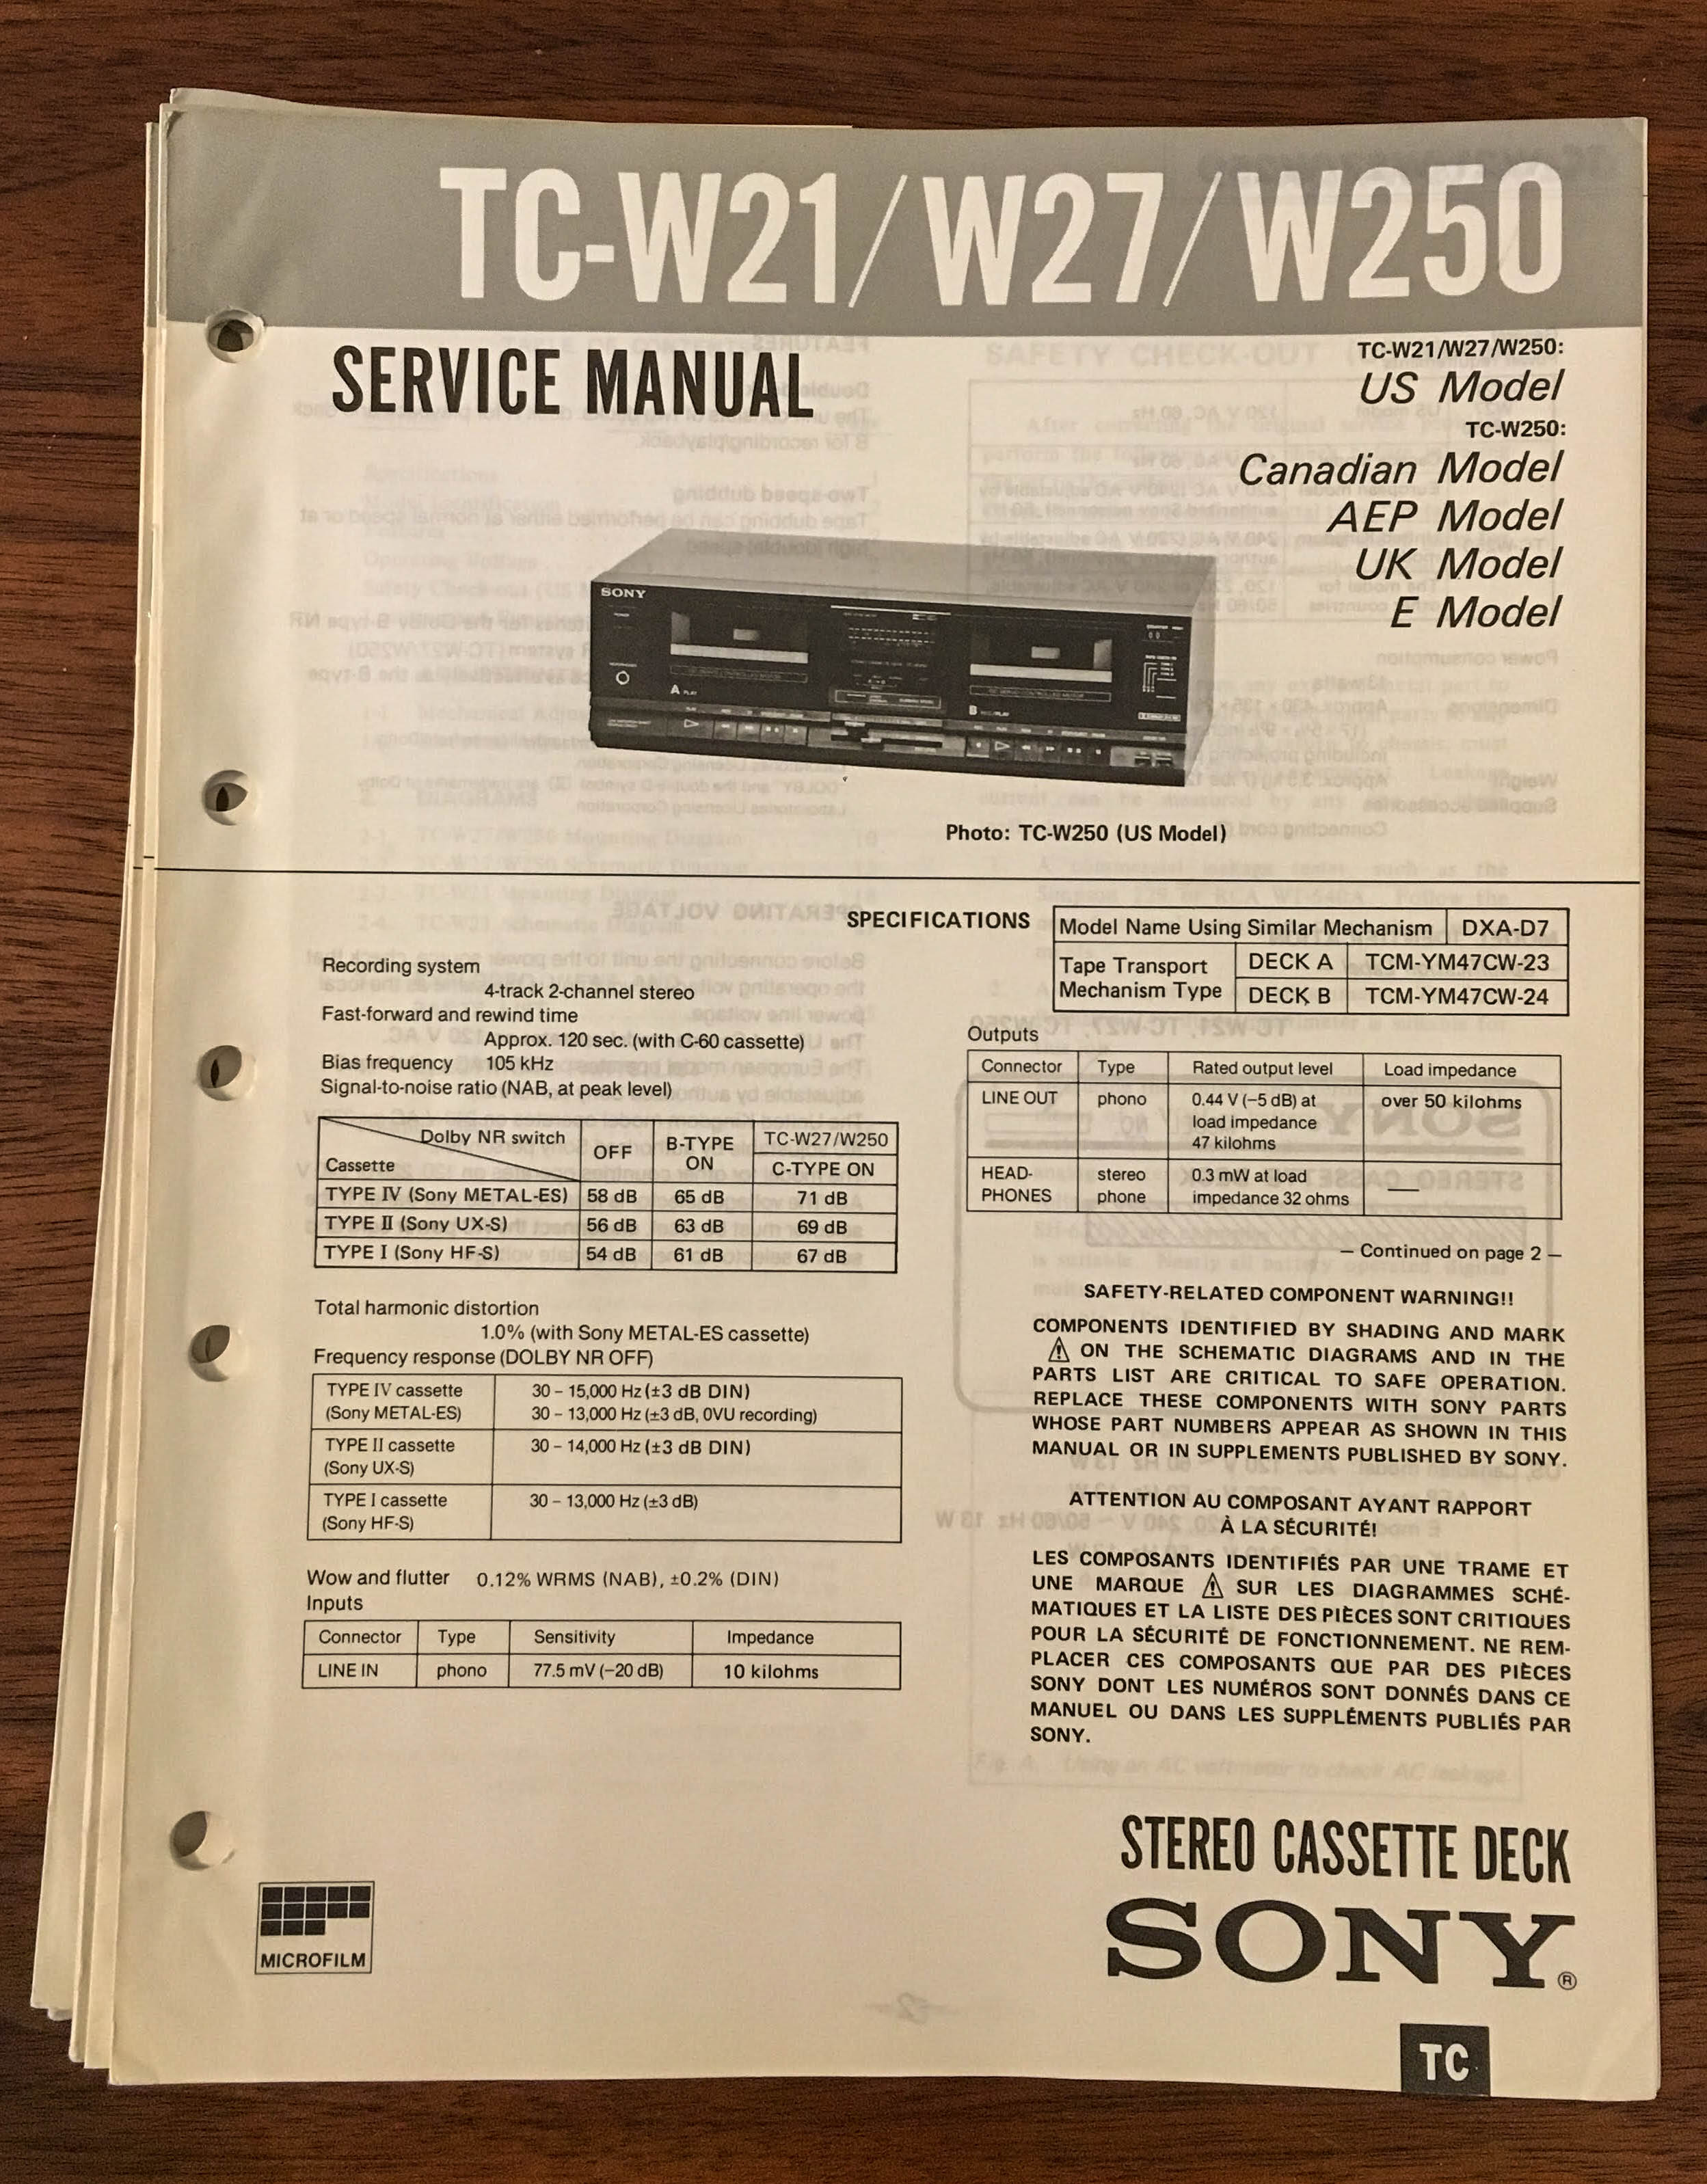 TC-W21/W27/W250
SERVICE MANUAL
TC-W21/W27/W250:
US Model
TC-W250:
Canadian Model
AEP Model
UK Model
E Model
SONY
A PLAY
B REC/PLAY
Photo: TC-W250 (US Model)
SPECIFICATIONS
Model Name Using Similar Mechanism DXA-D7
Tape Transport Mechanism Type DECK A TCM-YM47CW-23
DECK B TCM-YM47CW-24
Recording system
4-track 2-channel stereo
Fast-forward and rewind time
Approx. 120 sec. (with C-60 cassette)
Bias frequency 105 kHz
Signal-to-noise ratio (NAB, at peak level)
Dolby NR switch OFF B-TYPE ON TC-W27/W250
Cassette C-TYPE ON
TYPE IV (Sony METAL-ES) 58 dB 65 dB 71 dB
TYPE II (Sony UX-S) 56 dB 63 dB 69 dB
TYPE I (Sony HF-S) 54 dB 61 dB 67 dB
Total harmonic distortion
1.0% (with Sony METAL-ES cassette)
Frequency response (DOLBY NR OFF)
TYPE IV cassette 30 – 15,000 Hz (±3 dB DIN)
(Sony METAL-ES) 30 – 13,000 Hz (±3 dB, 0VU recording)
TYPE II cassette 30 – 14,000 Hz (±3 dB DIN)
(Sony UX-S)
TYPE I cassette 30 – 13,000 Hz (±3 dB)
(Sony HF-S)
Wow and flutter 0.12% WRMS (NAB), ±0.2% (DIN)
Inputs
Connector Type Sensitivity Impedance
LINE IN phono 77.5 mV (−20 dB) 10 kilohms
Outputs
Connector Type Rated output level Load impedance
LINE OUT phono 0.44 V (−5 dB) at over 50 kilohms
load impedance
47 kilohms
HEAD- stereo 0.3 mW at load —
PHONES phone impedance 32 ohms
— Continued on page 2 —
SAFETY-RELATED COMPONENT WARNING!!
COMPONENTS IDENTIFIED BY SHADING AND MARK
⚠ ON THE SCHEMATIC DIAGRAMS AND IN THE
PARTS LIST ARE CRITICAL TO SAFE OPERATION.
REPLACE THESE COMPONENTS WITH SONY PARTS
WHOSE PART NUMBERS APPEAR AS SHOWN IN THIS
MANUAL OR IN SUPPLEMENTS PUBLISHED BY SONY.
ATTENTION AU COMPOSANT AYANT RAPPORT
À LA SÉCURITÉ!
LES COMPOSANTS IDENTIFIÉS PAR UNE TRAME ET
UNE MARQUE ⚠ SUR LES DIAGRAMMES SCHÉ-
MATIQUES ET LA LISTE DES PIÈCES SONT CRITIQUES
POUR LA SÉCURITÉ DE FONCTIONNEMENT. NE REM-
PLACER CES COMPOSANTS QUE PAR DES PIÈCES
SONY DONT LES NUMÉROS SONT DONNÉS DANS CE
MANUEL OU DANS LES SUPPLÉMENTS PUBLIÉS PAR
SONY.
STEREO CASSETTE DECK
SONY®
MICROFILM
TC